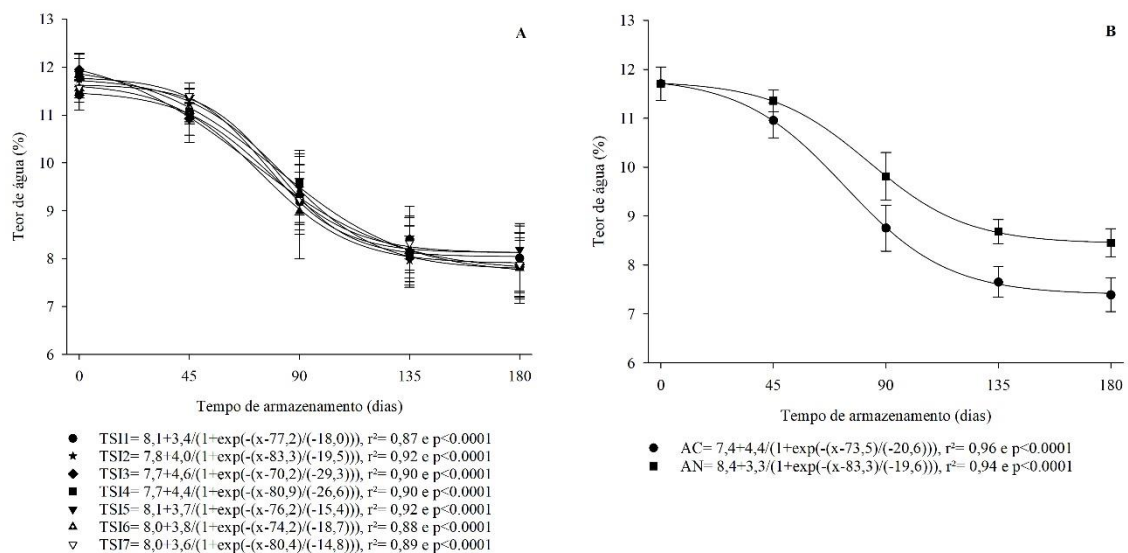 A
Teor de água (%)
13
12
11
10
9
8
7
6
0 45 90 135 180
Tempo de armazenamento (dias)
TSI1= 8,1+3,4/(1+exp(-(x-77,2)/(-18,0))), r²= 0,87 e p<0.0001
TSI2= 7,8+4,0/(1+exp(-(x-83,3)/(-19,5))), r²= 0,92 e p<0.0001
TSI3= 7,7+4,6/(1+exp(-(x-70,2)/(-29,3))), r²= 0,90 e p<0.0001
TSI4= 7,7+4,4/(1+exp(-(x-80,9)/(-26,6))), r²= 0,90 e p<0.0001
TSI5= 8,1+3,7/(1+exp(-(x-76,2)/(-15,4))), r²= 0,92 e p<0.0001
TSI6= 8,0+3,8/(1+exp(-(x-74,2)/(-18,7))), r²= 0,88 e p<0.0001
TSI7= 8,0+3,6/(1+exp(-(x-80,4)/(-14,8))), r²= 0,89 e p<0.0001
B
Teor de água (%)
13
12
11
10
9
8
7
6
0 45 90 135 180
Tempo de armazenamento (dias)
AC= 7,4+4,4/(1+exp(-(x-73,5)/(-20,6))), r²= 0,96 e p<0.0001
AN= 8,4+3,3/(1+exp(-(x-83,3)/(-19,6))), r²= 0,94 e p<0.0001